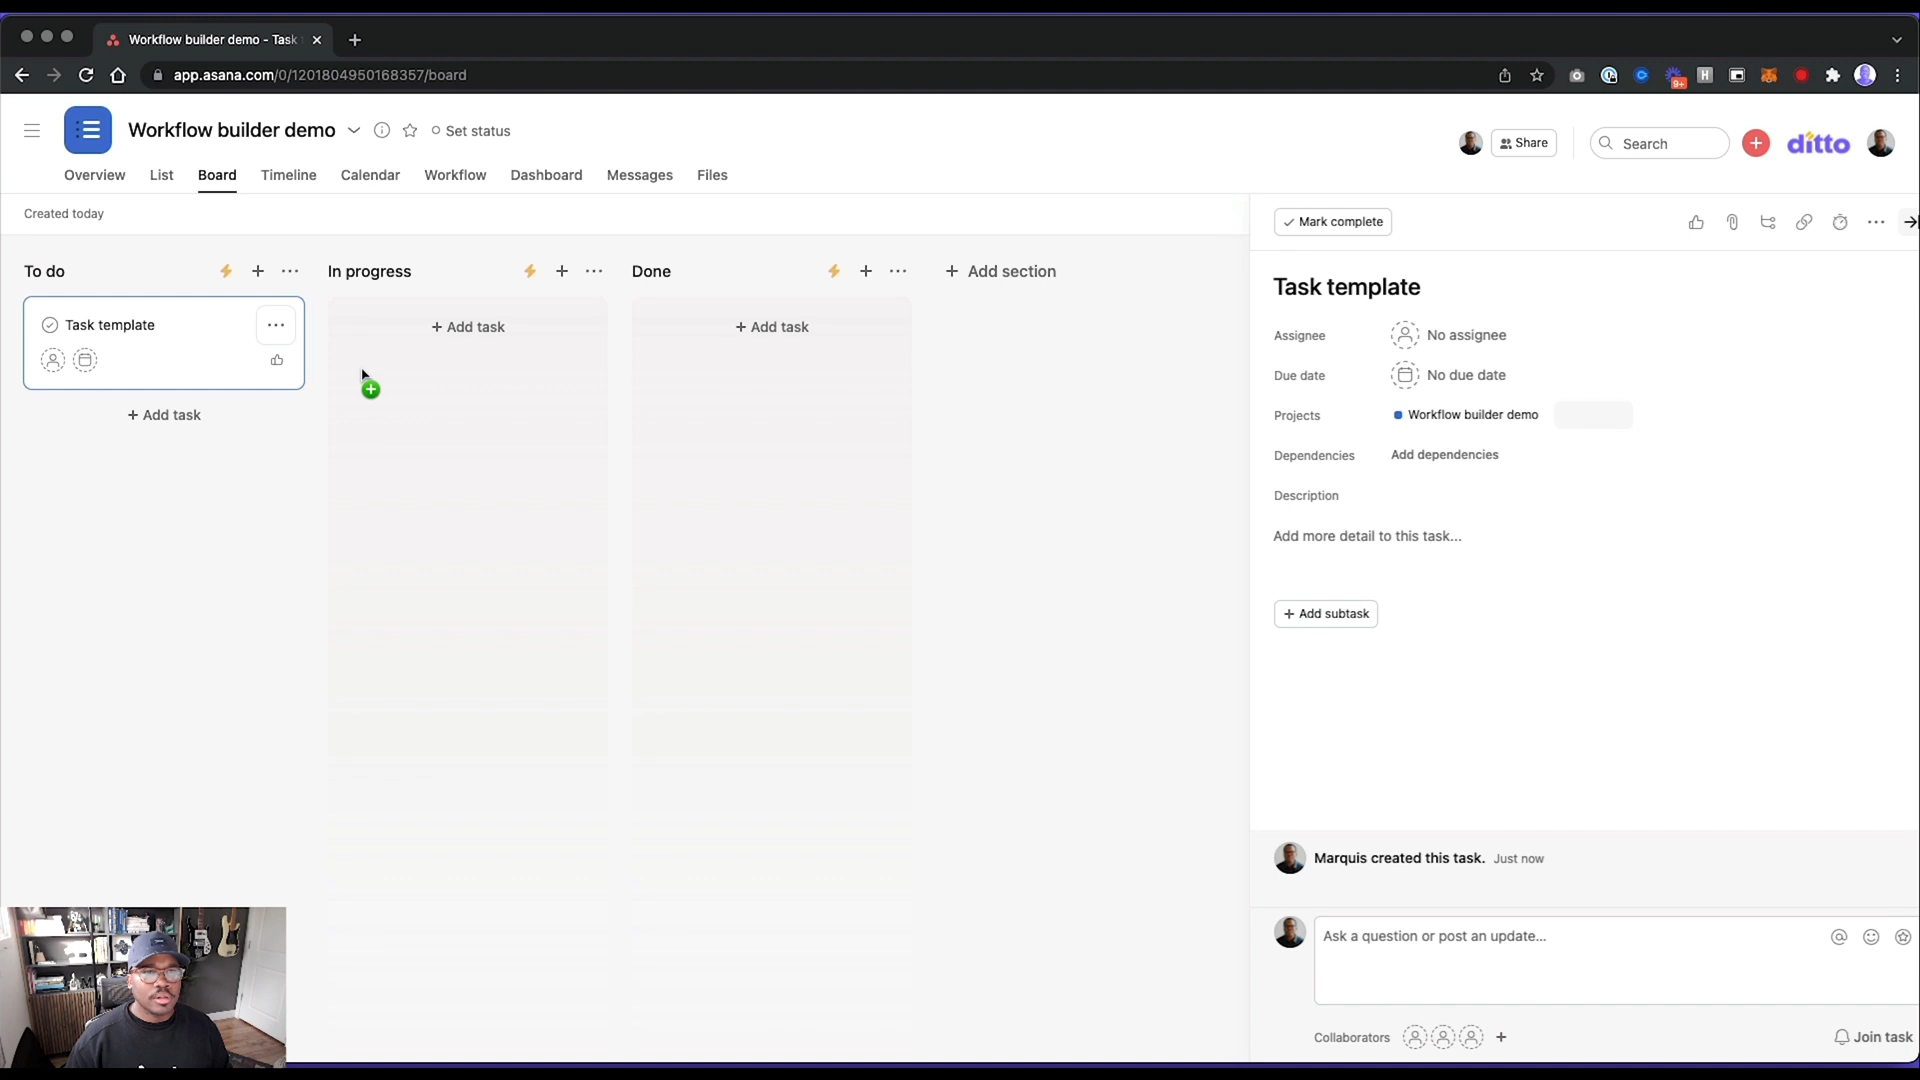 Workflow builder demo - Task
app.asana.com/0/1201804950168357/board
9+
H
Workflow builder demo
Set status
Share
Search
ditto
Overview
List
Board
Timeline
Calendar
Workflow
Dashboard
Messages
Files
Created today
Mark complete
To do
In progress
Done
+ Add section
Task template
+ Add task
+ Add task
+ Add task
Task template
Assignee
No assignee
Due date
No due date
Projects
Workflow builder demo
Dependencies
Add dependencies
Description
Add more detail to this task...
+ Add subtask
Marquis created this task. Just now
Ask a question or post an update...
Collaborators
Join task